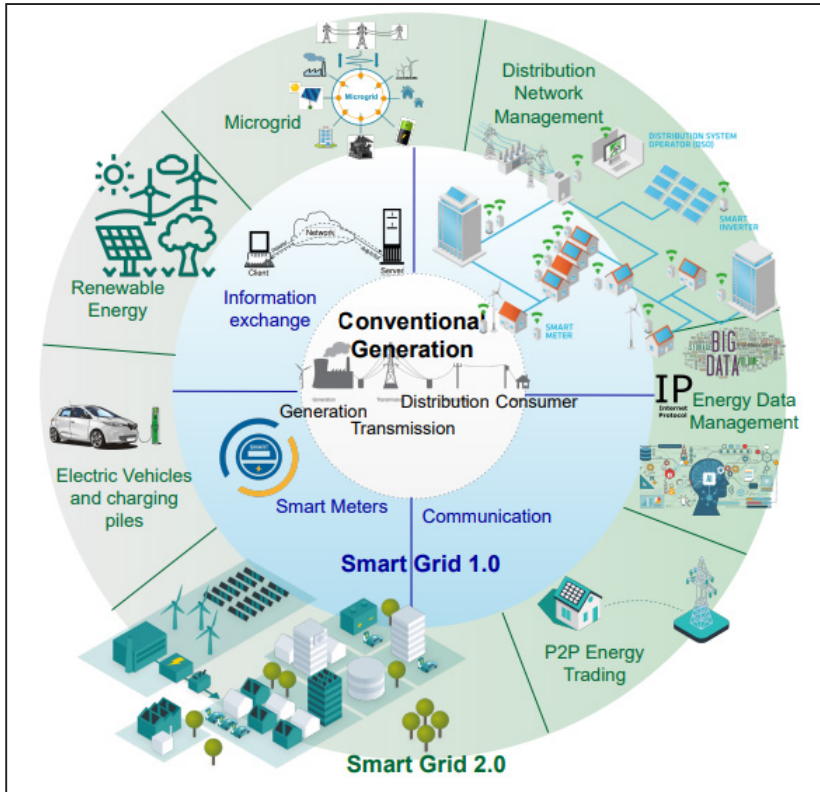 Microgrid
Microgrid
Distribution
Network
Management
DISTRIBUTION SYSTEM
OPERATOR (DSO)
SMART
INVERTER
SMART
METER
Renewable
Energy
Network
Client
Server
Information
exchange
Conventional
Generation
Generation
Transmission
Distribution
Consumer
BIG
DATA
IP
Internet
Protocol
Energy Data
Management
AI
Electric Vehicles
and charging
piles
Smart Meters
Communication
Smart Grid 1.0
P2P Energy
Trading
Smart Grid 2.0